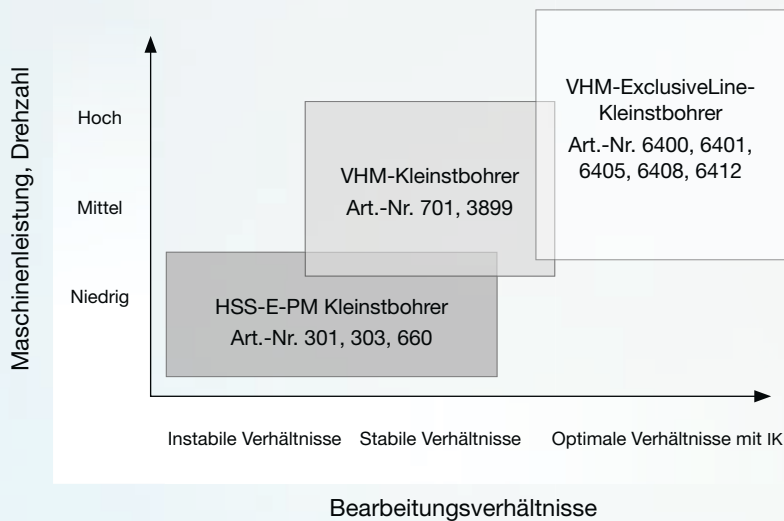 Maschinenleistung, Drehzahl
Hoch
Mittel
Niedrig
VHM-ExclusiveLine-
Kleinstbohrer
Art.-Nr. 6400, 6401,
6405, 6408, 6412
VHM-Kleinstbohrer
Art.-Nr. 701, 3899
HSS-E-PM Kleinstbohrer
Art.-Nr. 301, 303, 660
Instabile Verhältnisse
Stabile Verhältnisse
Optimale Verhältnisse mit IK
Bearbeitungsverhältnisse